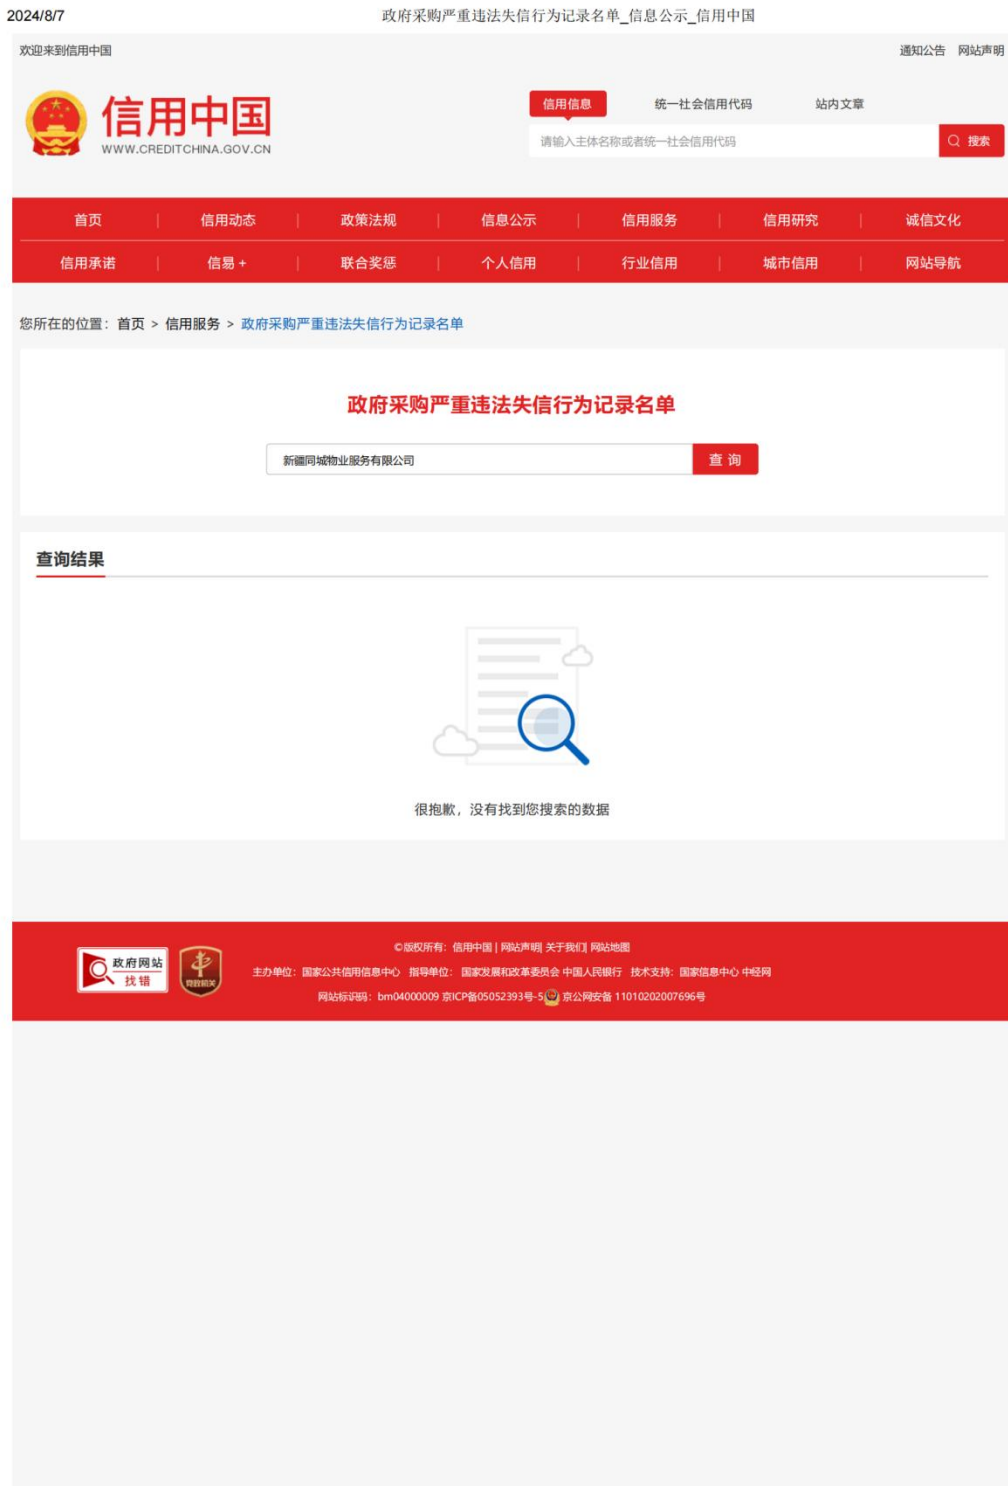 2024/8/7 政府采购严重违法失信行为记录名单_信息公示_信用中国
欢迎来到信用中国 通知公告 网站声明
信用中国
WWW.CREDITCHINA.GOV.CN
信用信息 统一社会信用代码 站内文章
请输入主体名称或者统一社会信用代码 搜索
首页 | 信用动态 | 政策法规 | 信息公示 | 信用服务 | 信用研究 | 诚信文化
信用承诺 | 信易 + | 联合奖惩 | 个人信用 | 行业信用 | 城市信用 | 网站导航
您所在的位置：首页 > 信用服务 > 政府采购严重违法失信行为记录名单
政府采购严重违法失信行为记录名单
新疆同城物业服务有限公司 查 询
查询结果
很抱歉，没有找到您搜索的数据
政府网站
找错
党政机关
©版权所有：信用中国 | 网站声明| 关于我们| 网站地图
主办单位：国家公共信用信息中心 指导单位：国家发展和改革委员会 中国人民银行 技术支持：国家信息中心 中经网
网站标识码：bm04000009 京ICP备05052393号-5 京公网安备 11010202007696号